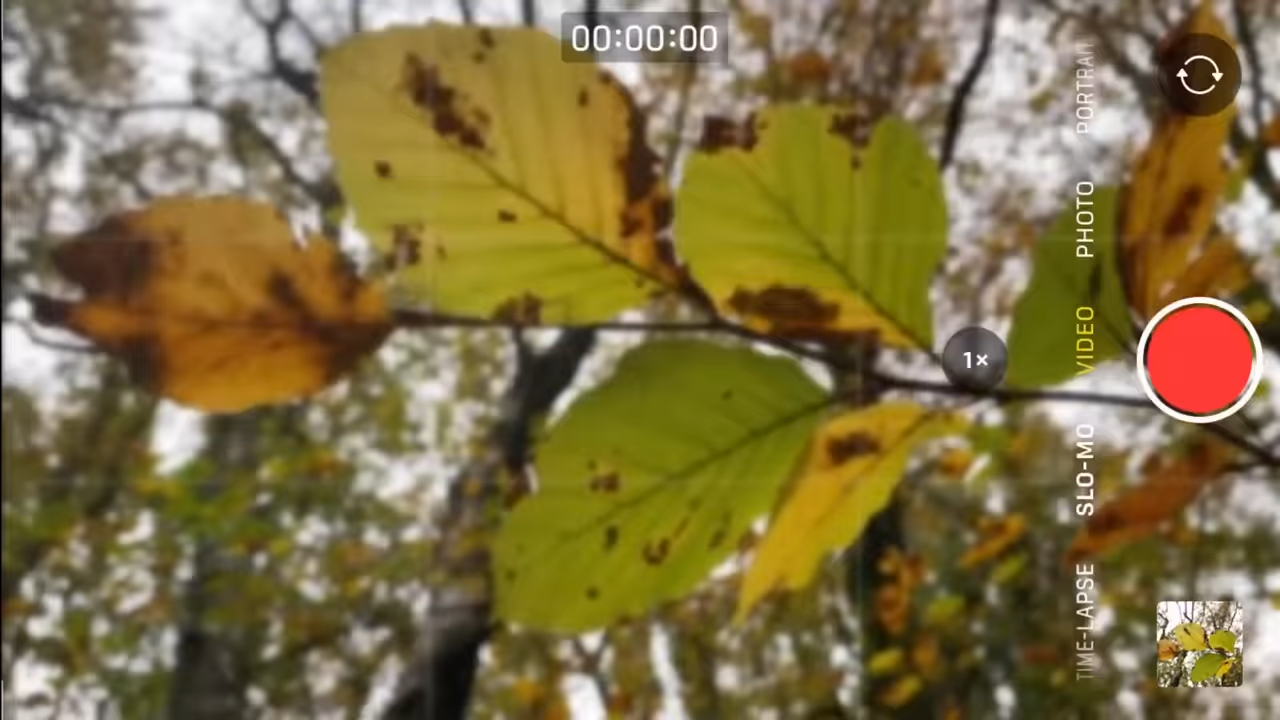 00:00:00
PORTRAIT
PHOTO
VIDEO
SLO-MO
TIME-LAPSE
1×